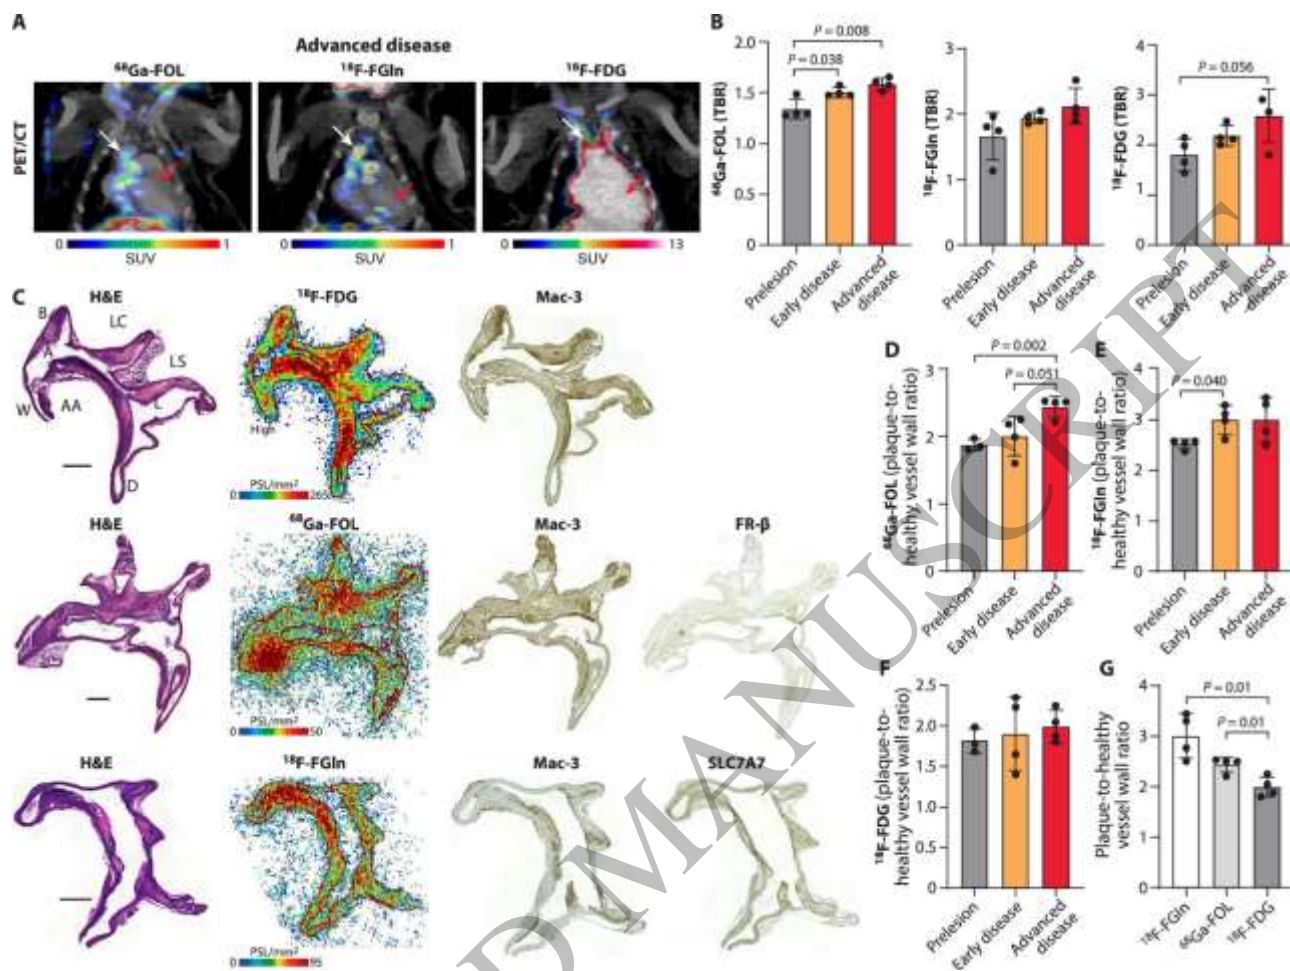 A
Advanced disease
⁶⁸Ga-FOL
¹⁸F-FGln
¹⁸F-FDG
PET/CT
0 1
SUV
0 1
SUV
0 13
SUV
B
⁶⁸Ga-FOL (TBR)
2.0
1.5
1.0
0.5
0
P = 0.008
P = 0.038
Prelesion
Early disease
Advanced
disease
¹⁸F-FGln (TBR)
3
2
1
0
Prelesion
Early disease
Advanced
disease
¹⁸F-FDG (TBR)
4
3
2
1
0
P = 0.056
Prelesion
Early disease
Advanced
disease
C
H&E
¹⁸F-FDG
Mac-3
B
LC
A
LS
W
AA
L
D
High
PSL/mm²
0 265
H&E
⁶⁸Ga-FOL
Mac-3
FR-β
PSL/mm²
0 50
H&E
¹⁸F-FGln
Mac-3
SLC7A7
PSL/mm²
0 95
D
⁶⁸Ga-FOL (plaque-to-
healthy vessel wall ratio)
3
2
1
0
P = 0.002
P = 0.051
Prelesion
Early disease
Advanced
disease
E
¹⁸F-FGln (plaque-to-
healthy vessel wall ratio)
4
3
2
1
0
P = 0.040
Prelesion
Early disease
Advanced
disease
F
¹⁸F-FDG (plaque-to-
healthy vessel wall ratio)
2.5
2.0
1.5
1.0
0.5
0
Prelesion
Early disease
Advanced
disease
G
Plaque-to-healthy
vessel wall ratio
4
3
2
1
0
P = 0.01
P = 0.01
¹⁸F-FGln
⁶⁸Ga-FOL
¹⁸F-FDG
D MANUSCRIPT